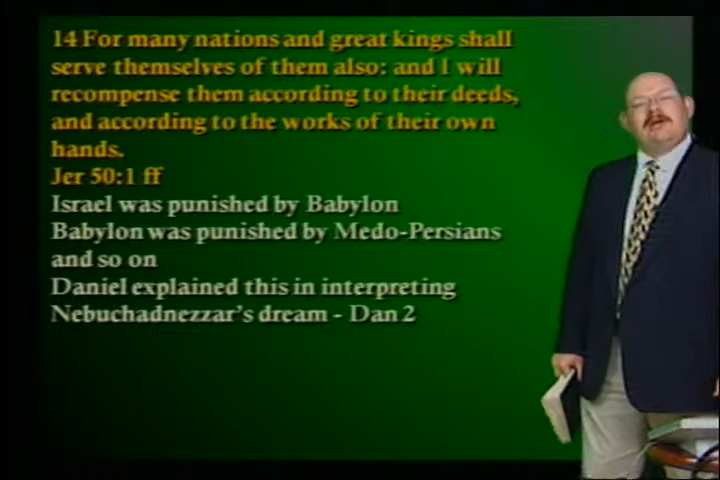 14 For many nations and great kings shall
serve themselves of them also: and I will
recompense them according to their deeds,
and according to the works of their own
hands.
Jer 50:1 ff
Israel was punished by Babylon
Babylon was punished by Medo-Persians
and so on
Daniel explained this in interpreting
Nebuchadnezzar's dream - Dan 2